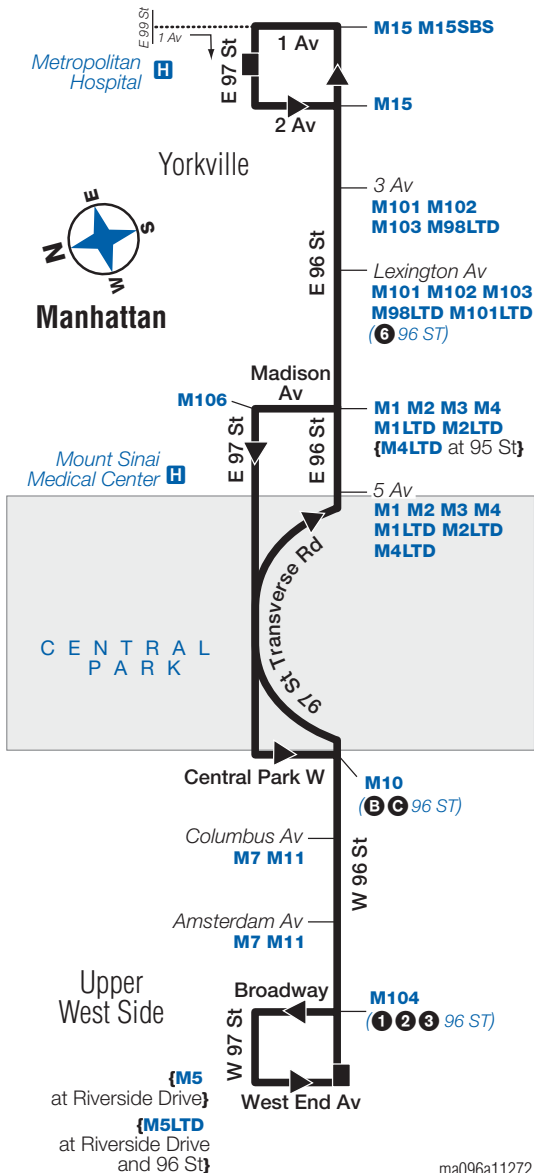 E 99 St
1 Av
M15 M15SBS
1 Av
E 97 St
Metropolitan
Hospital
H
M15
2 Av
Yorkville
3 Av
M101 M102
M103 M98LTD
E
S
N
W
E 96 St
Lexington Av
M101 M102 M103
M98LTD M101LTD
(6 96 ST)
Manhattan
Madison
Av
M106
M1 M2 M3 M4
M1LTD M2LTD
{M4LTD at 95 St}
E 97 St
E 96 St
Mount Sinai
Medical Center
H
5 Av
M1 M2 M3 M4
M1LTD M2LTD
M4LTD
97 St Transverse Rd
CENTRAL
PARK
Central Park W
M10
(B C 96 ST)
Columbus Av
M7 M11
W 96 St
Amsterdam Av
M7 M11
Upper
West Side
Broadway
M104
(1 2 3 96 ST)
W 97 St
{M5
at Riverside Drive}
West End Av
{M5LTD
at Riverside Drive
and 96 St}
ma096a11272